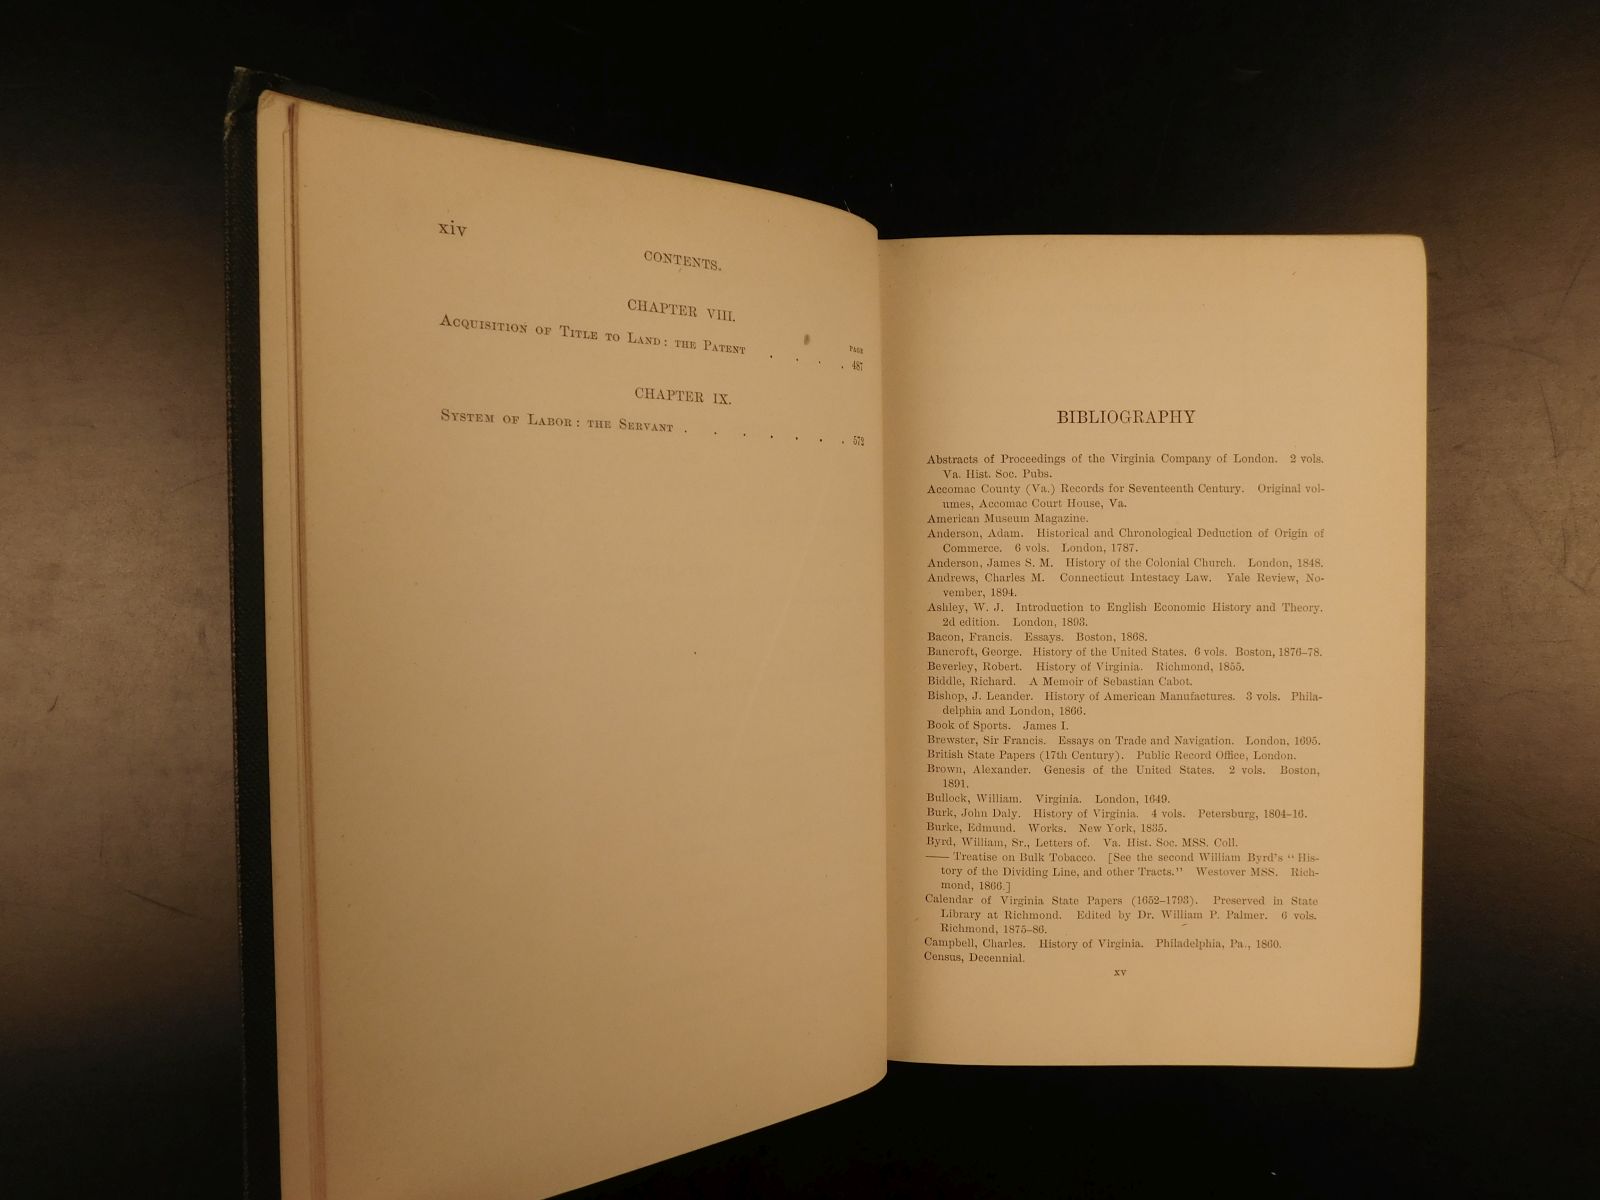 xiv
CONTENTS.
CHAPTER VIII.
PAGE
Acquisition of Title to Land: the Patent . . . . 487
CHAPTER IX.
System of Labor: the Servant . . . . . . . 572
BIBLIOGRAPHY
Abstracts of Proceedings of the Virginia Company of London. 2 vols.
Va. Hist. Soc. Pubs.
Accomac County (Va.) Records for Seventeenth Century. Original vol-
umes, Accomac Court House, Va.
American Museum Magazine.
Anderson, Adam. Historical and Chronological Deduction of Origin of
Commerce. 6 vols. London, 1787.
Anderson, James S. M. History of the Colonial Church. London, 1848.
Andrews, Charles M. Connecticut Intestacy Law. Yale Review, No-
vember, 1894.
Ashley, W. J. Introduction to English Economic History and Theory.
2d edition. London, 1893.
Bacon, Francis. Essays. Boston, 1868.
Bancroft, George. History of the United States. 6 vols. Boston, 1876–78.
Beverley, Robert. History of Virginia. Richmond, 1855.
Biddle, Richard. A Memoir of Sebastian Cabot.
Bishop, J. Leander. History of American Manufactures. 3 vols. Phila-
delphia and London, 1866.
Book of Sports. James I.
Brewster, Sir Francis. Essays on Trade and Navigation. London, 1695.
British State Papers (17th Century). Public Record Office, London.
Brown, Alexander. Genesis of the United States. 2 vols. Boston,
1891.
Bullock, William. Virginia. London, 1649.
Burk, John Daly. History of Virginia. 4 vols. Petersburg, 1804–16.
Burke, Edmund. Works. New York, 1835.
Byrd, William, Sr., Letters of. Va. Hist. Soc. MSS. Coll.
—— Treatise on Bulk Tobacco. [See the second William Byrd's "His-
tory of the Dividing Line, and other Tracts." Westover MSS. Rich-
mond, 1866.]
Calendar of Virginia State Papers (1652–1793). Preserved in State
Library at Richmond. Edited by Dr. William P. Palmer. 6 vols.
Richmond, 1875–86.
Campbell, Charles. History of Virginia. Philadelphia, Pa., 1860.
Census, Decennial.
xv